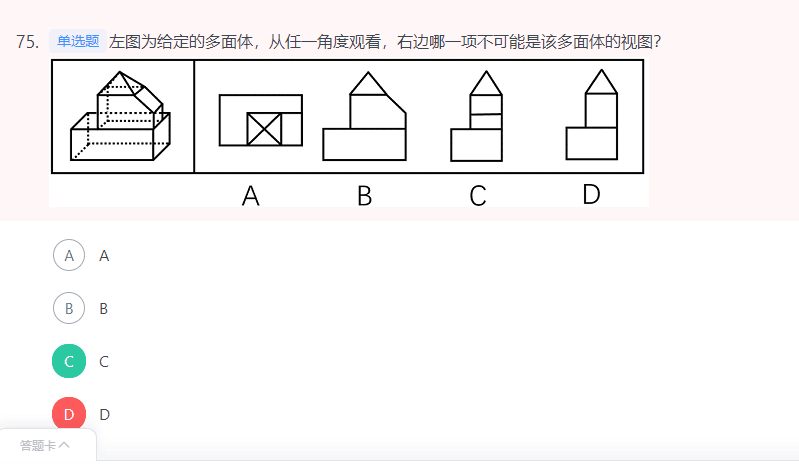 75. 单选题 左图为给定的多面体，从任一角度观看，右边哪一项不可能是该多面体的视图？
A B C D
A A
B B
C C
D D
答题卡